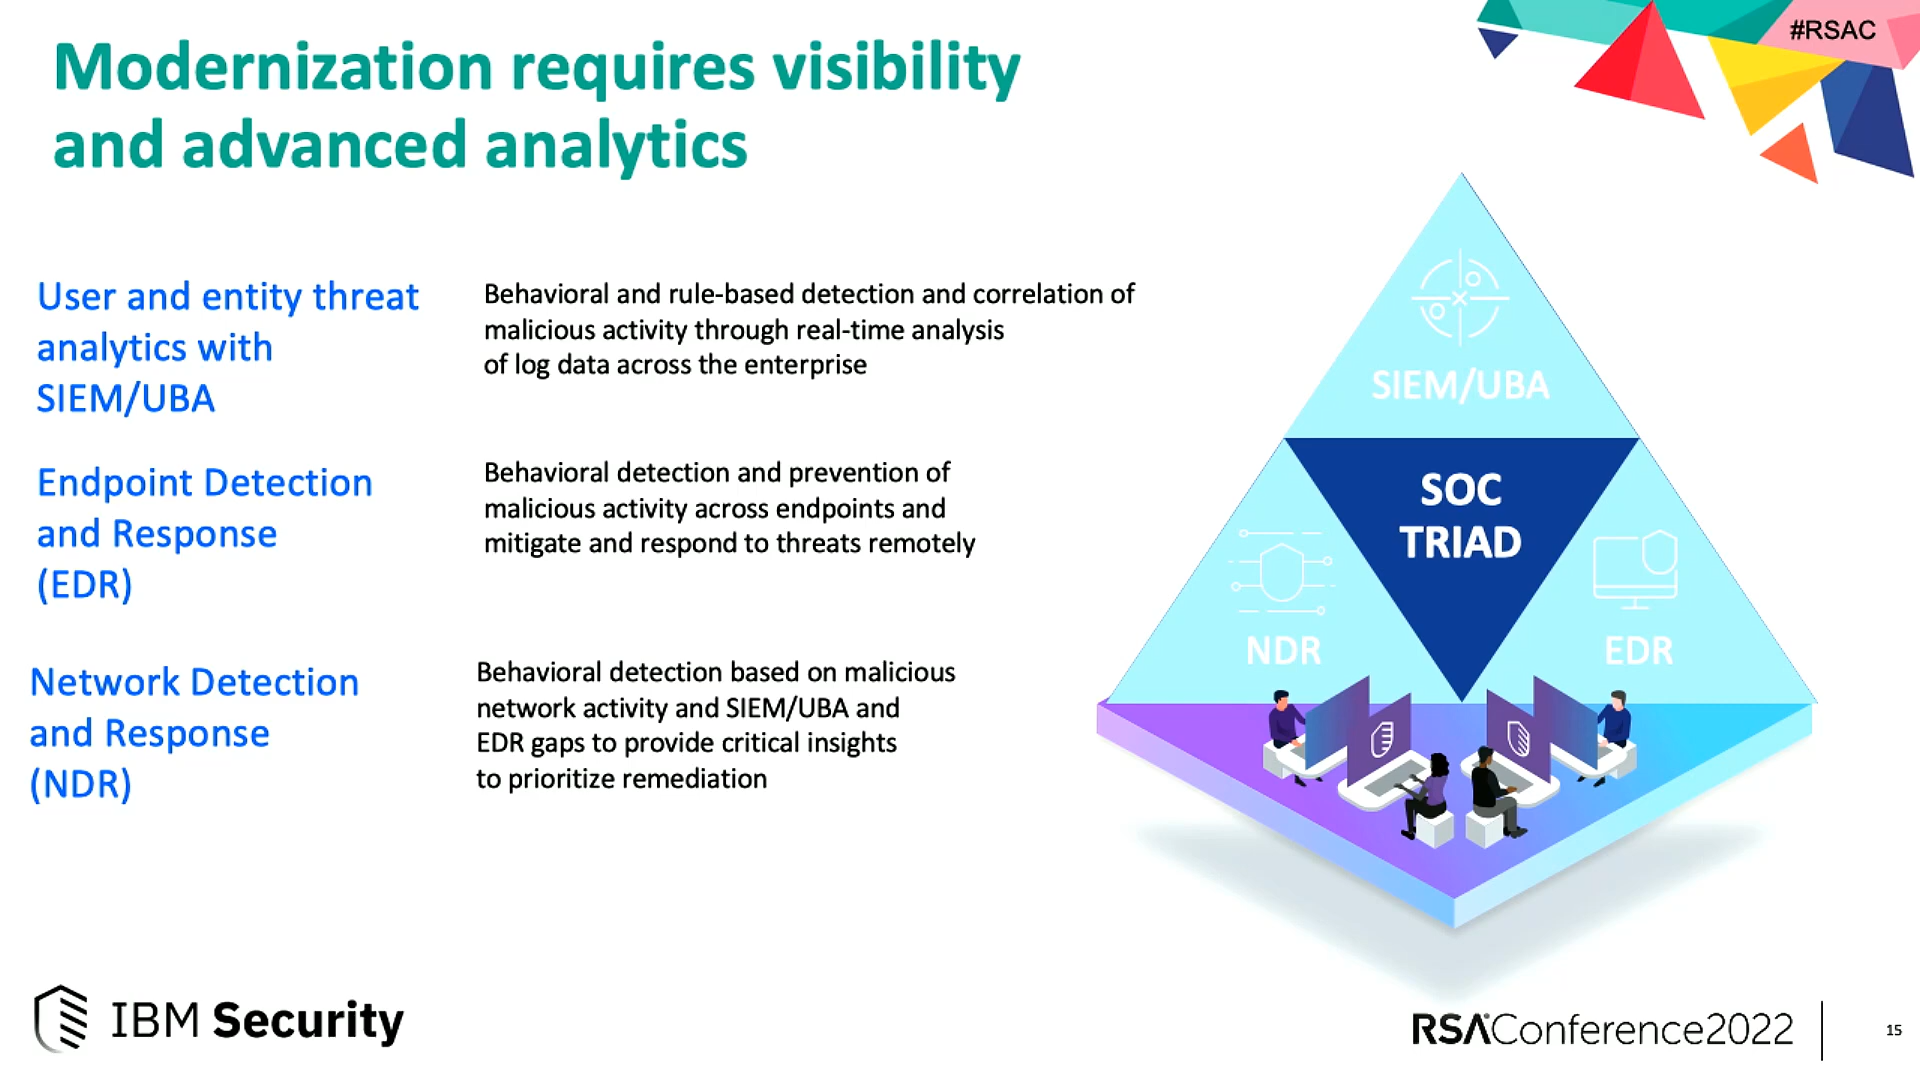 #RSAC
Modernization requires visibility
and advanced analytics
User and entity threat
analytics with
SIEM/UBA
Behavioral and rule-based detection and correlation of
malicious activity through real-time analysis
of log data across the enterprise
Endpoint Detection
and Response
(EDR)
Behavioral detection and prevention of
malicious activity across endpoints and
mitigate and respond to threats remotely
Network Detection
and Response
(NDR)
Behavioral detection based on malicious
network activity and SIEM/UBA and
EDR gaps to provide critical insights
to prioritize remediation
SIEM/UBA
SOC
TRIAD
NDR
EDR
IBM Security
RSAConference2022
15